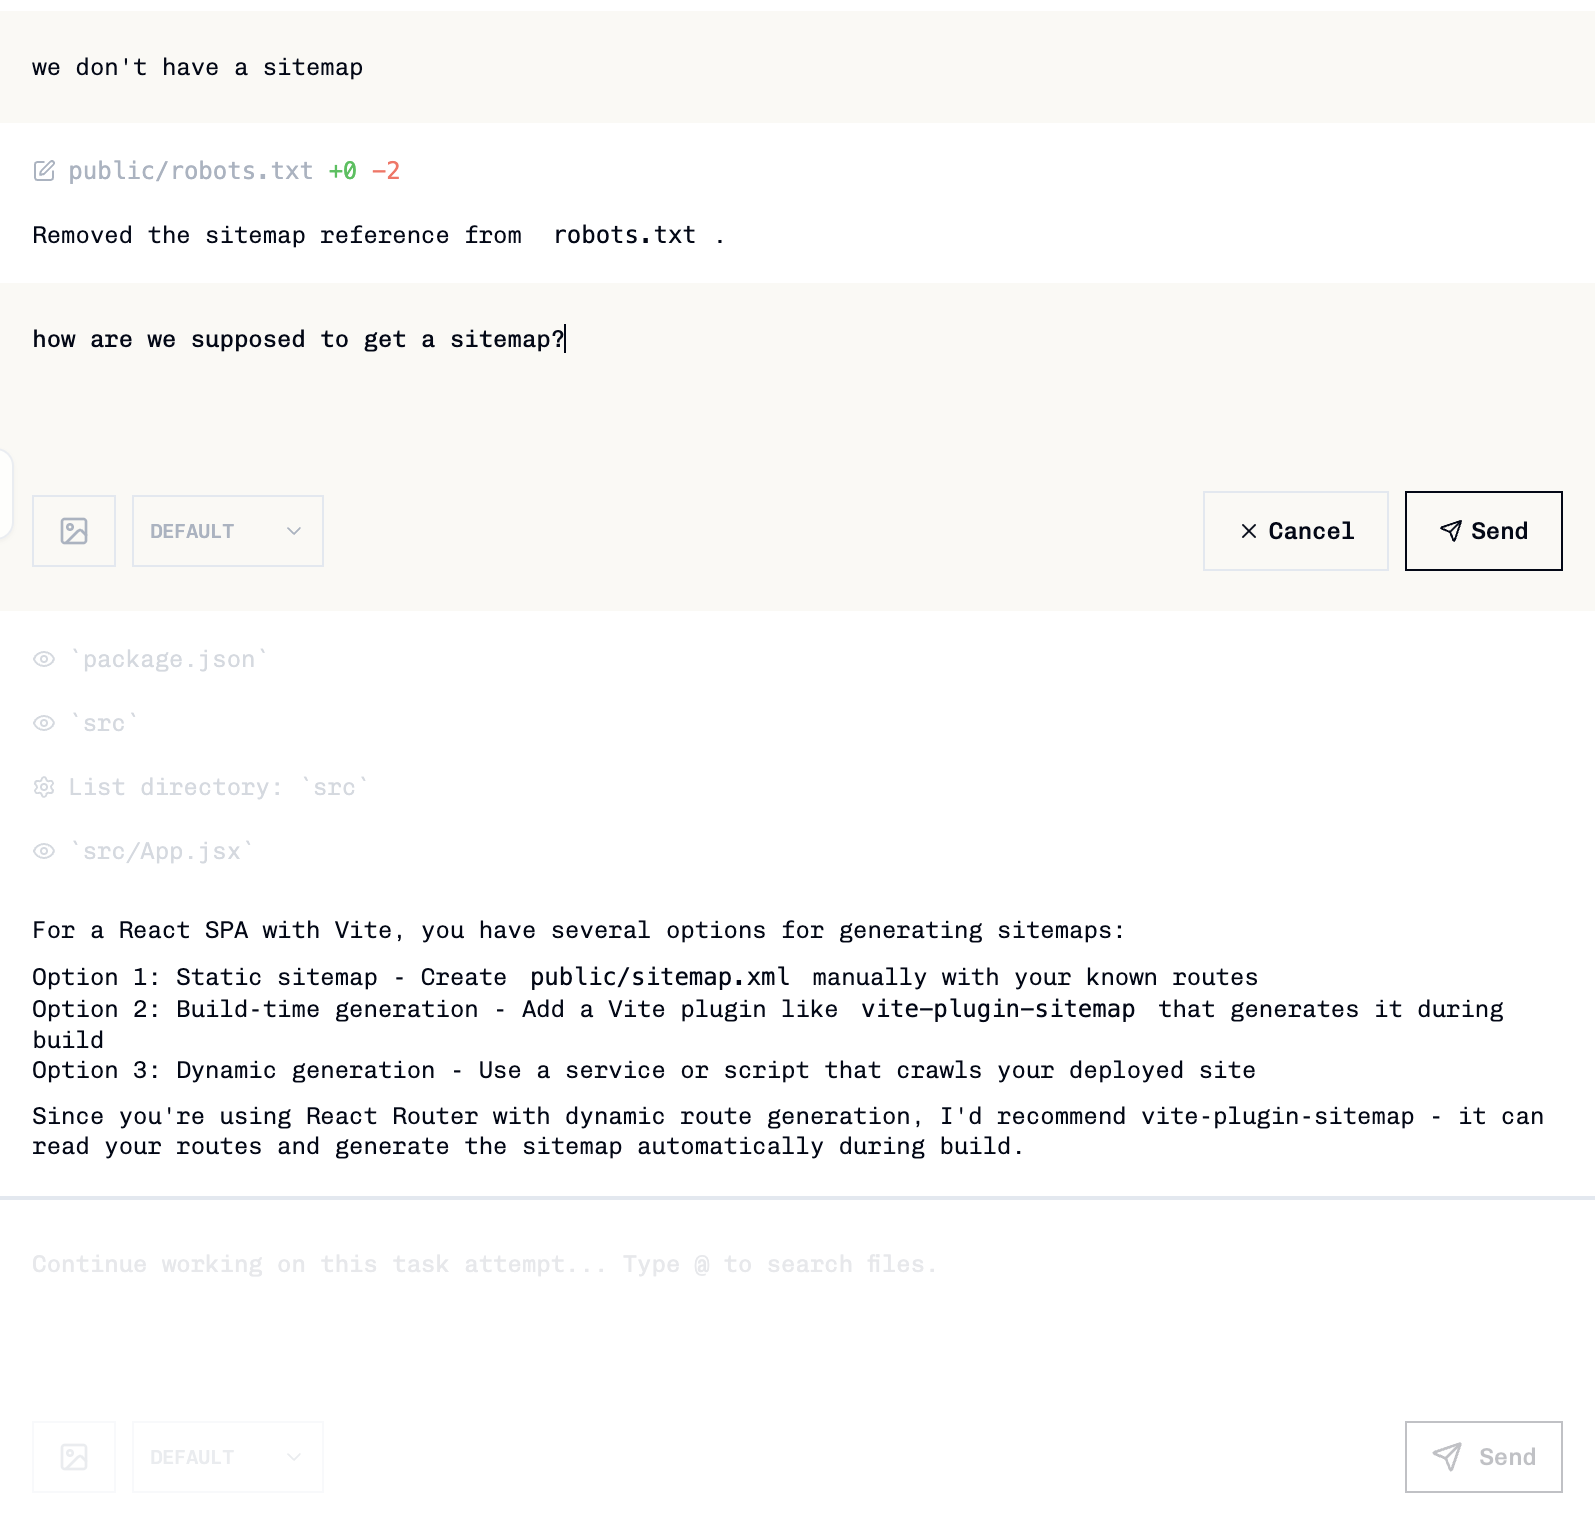 we don't have a sitemap
public/robots.txt +0 -2
Removed the sitemap reference from robots.txt .
how are we supposed to get a sitemap?
DEFAULT
Cancel
Send
`package.json`
`src`
List directory: `src`
`src/App.jsx`
For a React SPA with Vite, you have several options for generating sitemaps:
Option 1: Static sitemap - Create public/sitemap.xml manually with your known routes
Option 2: Build-time generation - Add a Vite plugin like vite-plugin-sitemap that generates it during
build
Option 3: Dynamic generation - Use a service or script that crawls your deployed site
Since you're using React Router with dynamic route generation, I'd recommend vite-plugin-sitemap - it can
read your routes and generate the sitemap automatically during build.
Continue working on this task attempt... Type @ to search files.
DEFAULT
Send